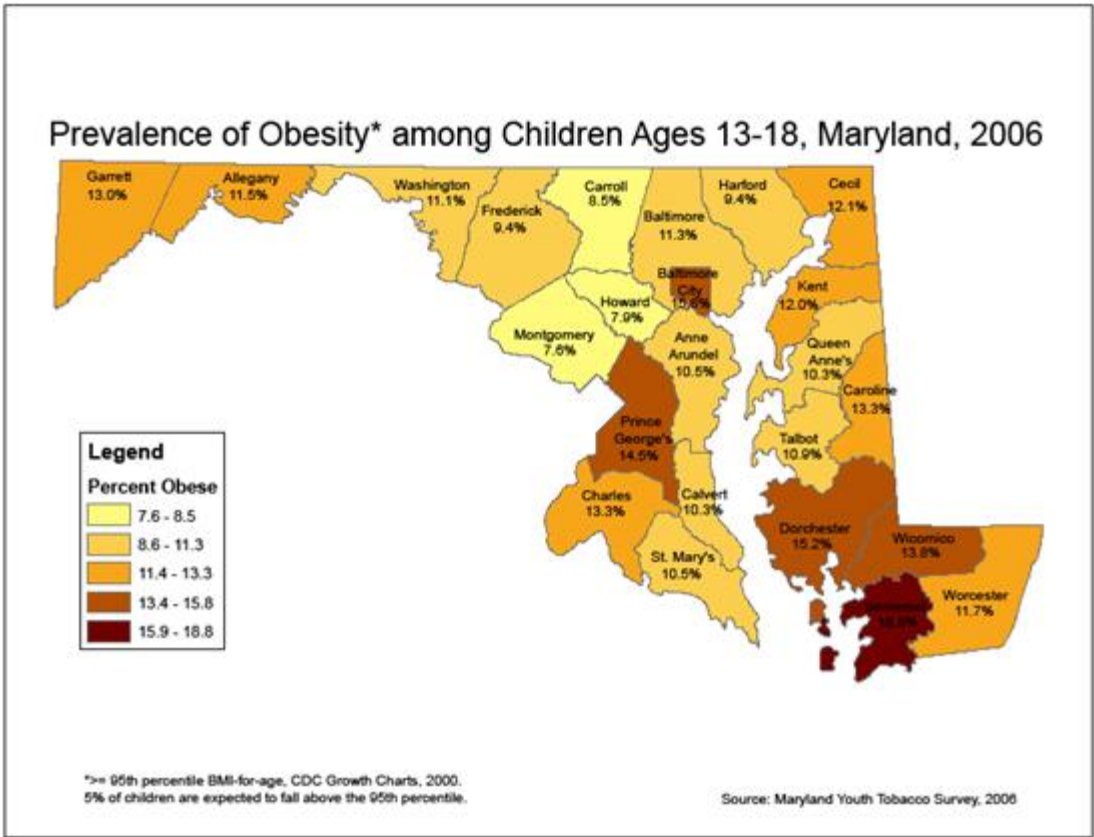 Prevalence of Obesity* among Children Ages 13-18, Maryland, 2006
Garrett
13.0%
Allegany
11.5%
Washington
11.1%
Frederick
9.4%
Carroll
8.5%
Baltimore
11.3%
Harford
9.4%
Cecil
12.1%
Baltimore
City
Howard
7.9%
Montgomery
7.6%
Anne
Arundel
10.5%
Kent
12.0%
Queen
Anne's
10.3%
Caroline
13.3%
Talbot
10.9%
Prince
George's
14.5%
Charles
13.3%
Calvert
10.3%
St. Mary's
10.5%
Dorchester
15.2%
Wicomico
13.8%
Worcester
11.7%
Legend
Percent Obese
7.6 - 8.5
8.6 - 11.3
11.4 - 13.3
13.4 - 15.8
15.9 - 18.8
*>= 95th percentile BMI-for-age, CDC Growth Charts, 2000.
5% of children are expected to fall above the 95th percentile.
Source: Maryland Youth Tobacco Survey, 2006